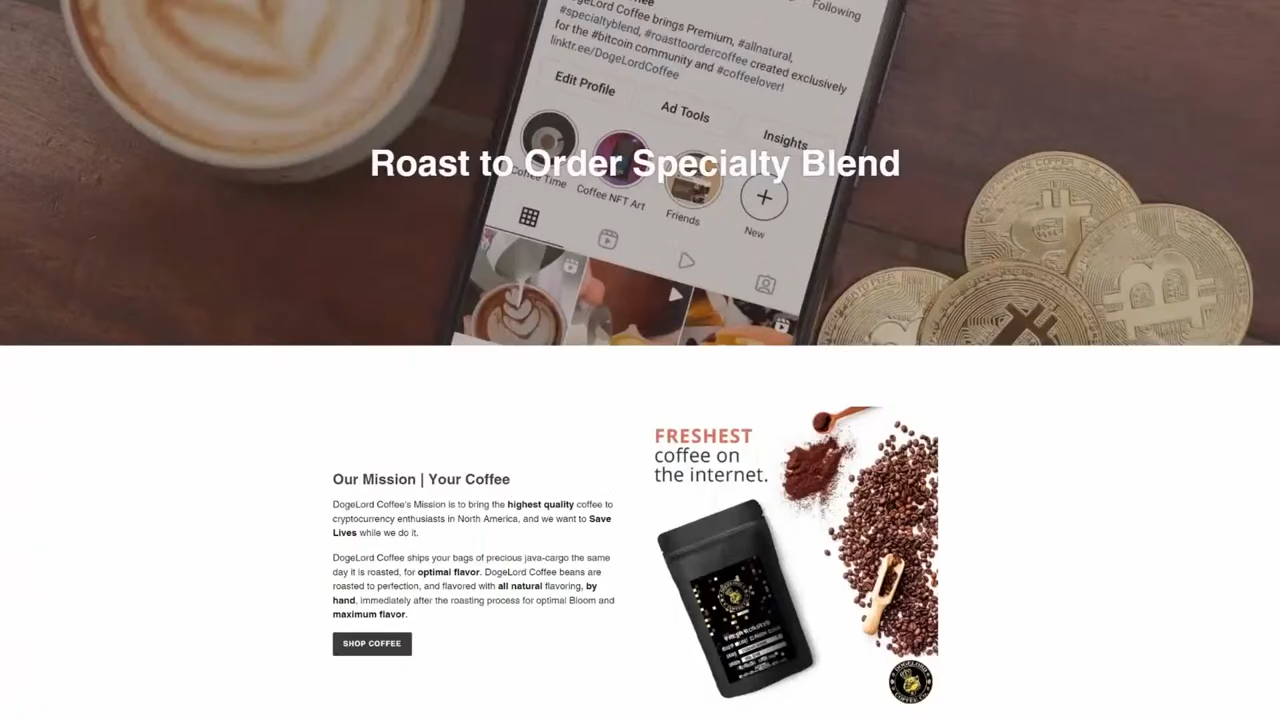 Following
DogeLord Coffee brings Premium, #allnatural,
#specialtyblend, #roasttoordercoffee created exclusively
for the #bitcoin community and #coffeelover!
linktr.ee/DogeLordCoffee
Edit Profile
Ad Tools
Insights
Roast to Order Specialty Blend
Coffee Time
Coffee NFT Art
Friends
New
Our Mission | Your Coffee
DogeLord Coffee's Mission is to bring the highest quality coffee to
cryptocurrency enthusiasts in North America, and we want to Save
Lives while we do it.
DogeLord Coffee ships your bags of precious java-cargo the same
day it is roasted, for optimal flavor. DogeLord Coffee beans are
roasted to perfection, and flavored with all natural flavoring, by
hand, immediately after the roasting process for optimal Bloom and
maximum flavor.
SHOP COFFEE
FRESHEST
coffee on
the internet.
DOGELORD
COFFEE CO.